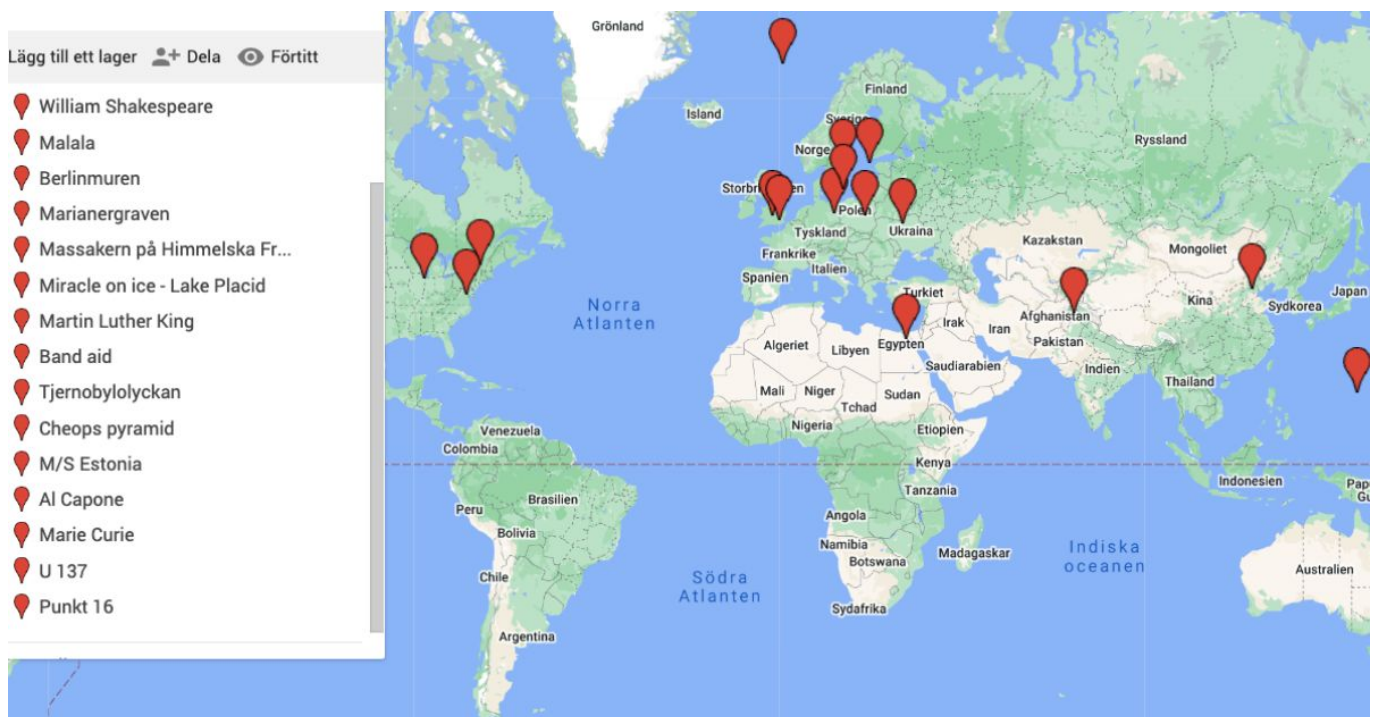 Lägg till ett lager Dela Förtitt
William Shakespeare
Malala
Berlinmuren
Marianergraven
Massakern på Himmelska Fr...
Miracle on ice - Lake Placid
Martin Luther King
Band aid
Tjernobylolyckan
Cheops pyramid
M/S Estonia
Al Capone
Marie Curie
U 137
Punkt 16
Grönland
Island
Finland
Norge
Ryssland
Polen
Tyskland
Ukraina
Frankrike
Italien
Spanien
Kazakstan
Mongoliet
Turkiet
Kina
Japan
Sydkorea
Norra
Atlanten
Irak
Iran
Afghanistan
Pakistan
Algeriet
Libyen
Egypten
Saudiarabien
Indien
Thailand
Mali
Niger
Tchad
Sudan
Nigeria
Etiopien
Venezuela
Colombia
Kenya
Tanzania
Indonesien
Brasilien
Peru
Bolivia
Angola
Namibia
Botswana
Madagaskar
Indiska
oceanen
Australien
Chile
Södra
Atlanten
Sydafrika
Argentina